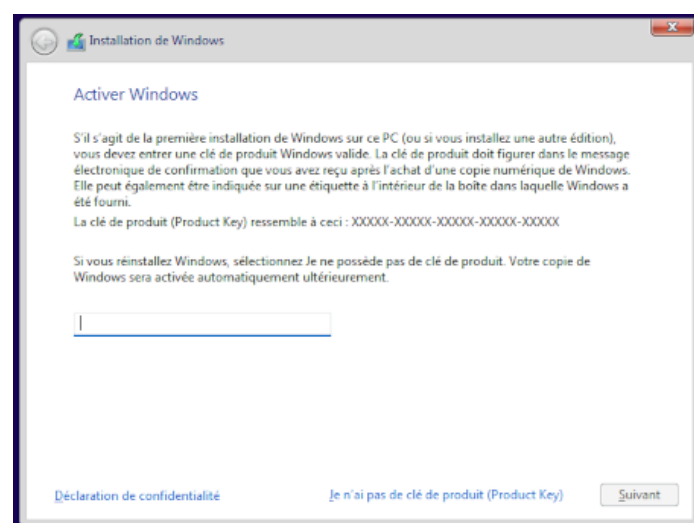 Installation de Windows
Activer Windows
S'il s'agit de la première installation de Windows sur ce PC (ou si vous installez une autre édition),
vous devez entrer une clé de produit Windows valide. La clé de produit doit figurer dans le message
électronique de confirmation que vous avez reçu après l'achat d'une copie numérique de Windows.
Elle peut également être indiquée sur une étiquette à l'intérieur de la boîte dans laquelle Windows a
été fourni.
La clé de produit (Product Key) ressemble à ceci : XXXXX-XXXXX-XXXXX-XXXXX-XXXXX
Si vous réinstallez Windows, sélectionnez Je ne possède pas de clé de produit. Votre copie de
Windows sera activée automatiquement ultérieurement.
Déclaration de confidentialité
Je n'ai pas de clé de produit (Product Key)
Suivant